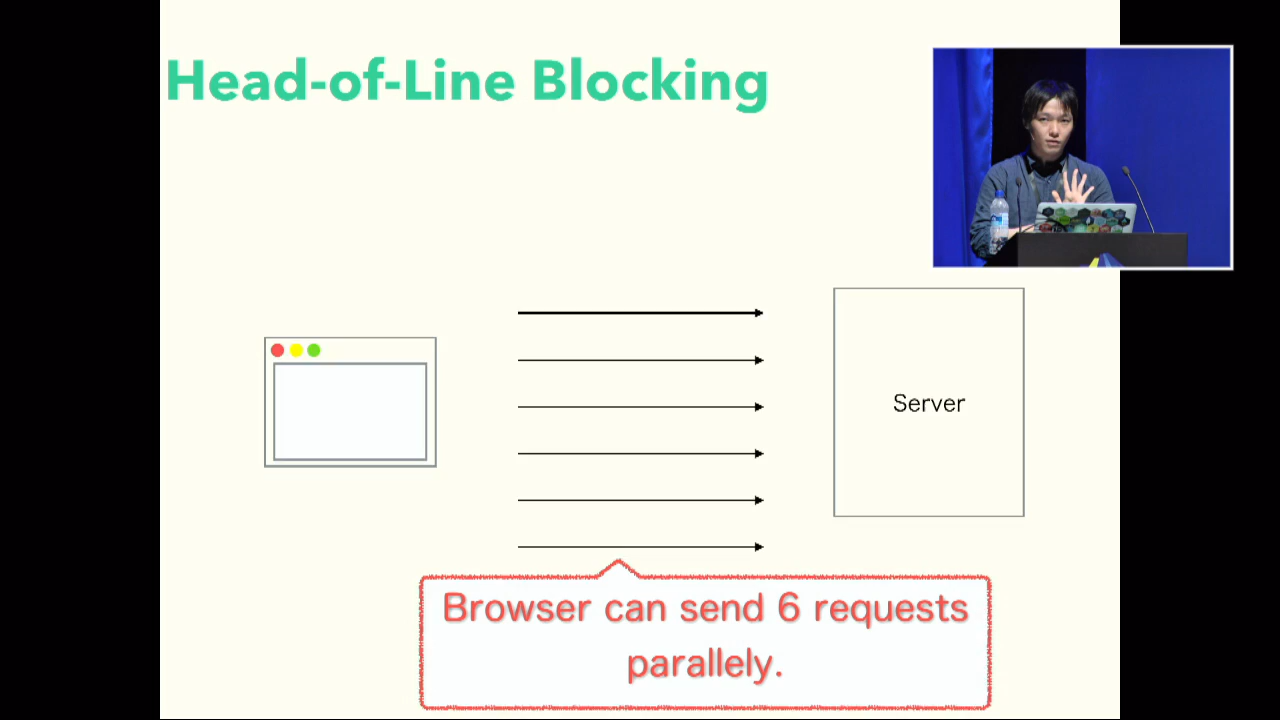 Head-of-Line Blocking
Server
Browser can send 6 requests
parallely.